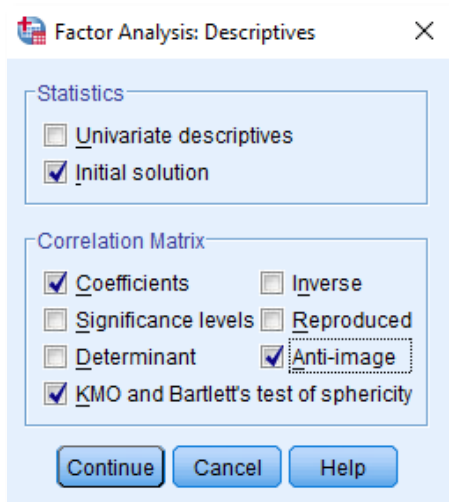 Factor Analysis: Descriptives
Statistics
Univariate descriptives
Initial solution
Correlation Matrix
Coefficients Inverse
Significance levels Reproduced
Determinant Anti-image
KMO and Bartlett's test of sphericity
Continue Cancel Help